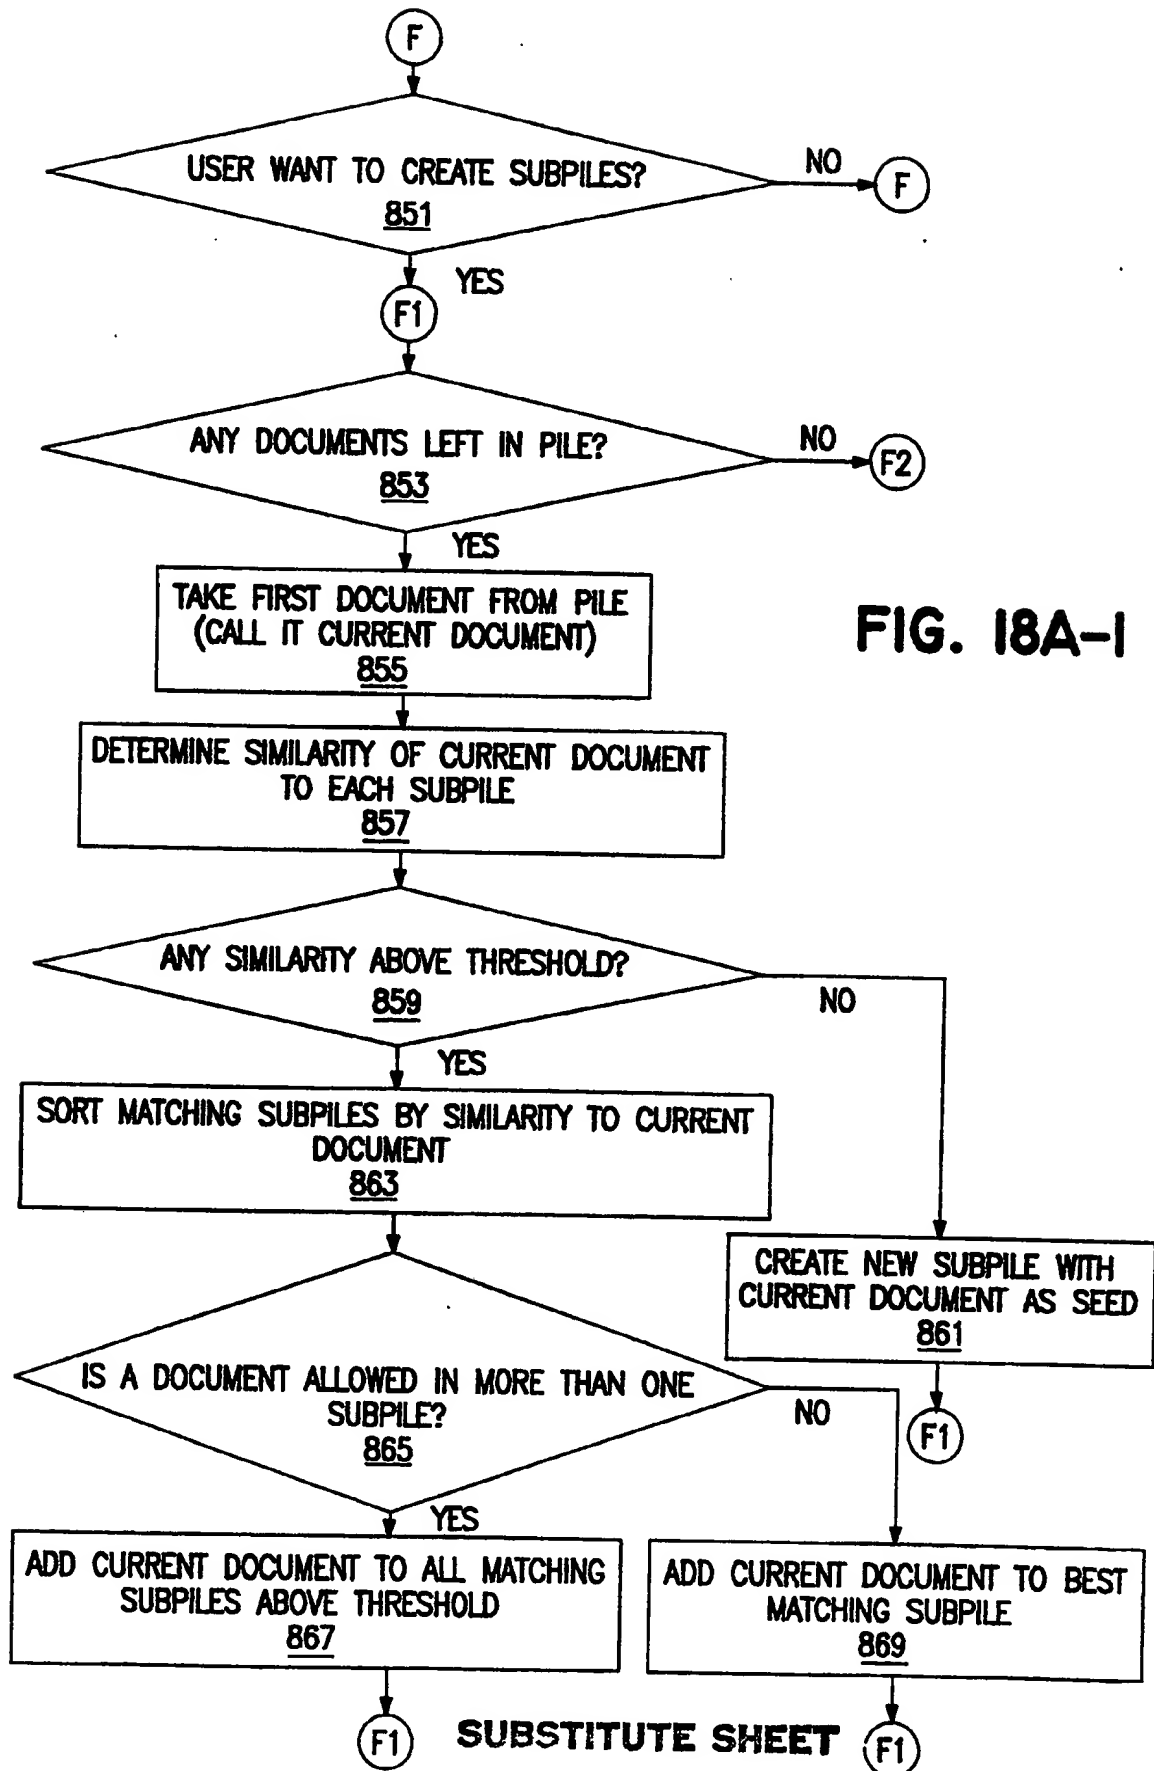 F
USER WANT TO CREATE SUBPILES?
851
NO
F
YES
F1
ANY DOCUMENTS LEFT IN PILE?
853
NO
F2
YES
TAKE FIRST DOCUMENT FROM PILE
(CALL IT CURRENT DOCUMENT)
855
FIG. 18A-1
DETERMINE SIMILARITY OF CURRENT DOCUMENT
TO EACH SUBPILE
857
ANY SIMILARITY ABOVE THRESHOLD?
859
NO
YES
SORT MATCHING SUBPILES BY SIMILARITY TO CURRENT
DOCUMENT
863
CREATE NEW SUBPILE WITH
CURRENT DOCUMENT AS SEED
861
F1
IS A DOCUMENT ALLOWED IN MORE THAN ONE
SUBPILE?
865
NO
YES
ADD CURRENT DOCUMENT TO ALL MATCHING
SUBPILES ABOVE THRESHOLD
867
ADD CURRENT DOCUMENT TO BEST
MATCHING SUBPILE
869
F1
SUBSTITUTE SHEET
F1